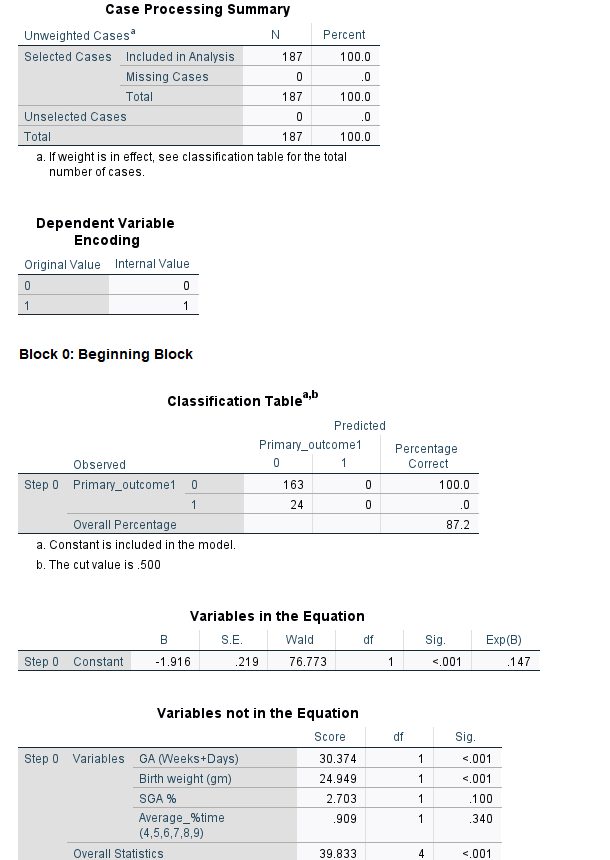 Case Processing Summary
Unweighted Cases^a N Percent
Selected Cases Included in Analysis 187 100.0
Missing Cases 0 .0
Total 187 100.0
Unselected Cases 0 .0
Total 187 100.0
a. If weight is in effect, see classification table for the total
number of cases.
Dependent Variable
Encoding
Original Value Internal Value
0 0
1 1
Block 0: Beginning Block
Classification Table^a,b
Predicted
Primary_outcome1 Percentage
Observed 0 1 Correct
Step 0 Primary_outcome1 0 163 0 100.0
1 24 0 .0
Overall Percentage 87.2
a. Constant is included in the model.
b. The cut value is .500
Variables in the Equation
B S.E. Wald df Sig. Exp(B)
Step 0 Constant -1.916 .219 76.773 1 <.001 .147
Variables not in the Equation
Score df Sig.
Step 0 Variables GA (Weeks+Days) 30.374 1 <.001
Birth weight (gm) 24.949 1 <.001
SGA % 2.703 1 .100
Average_%time .909 1 .340
(4,5,6,7,8,9)
Overall Statistics 39.833 4 <.001